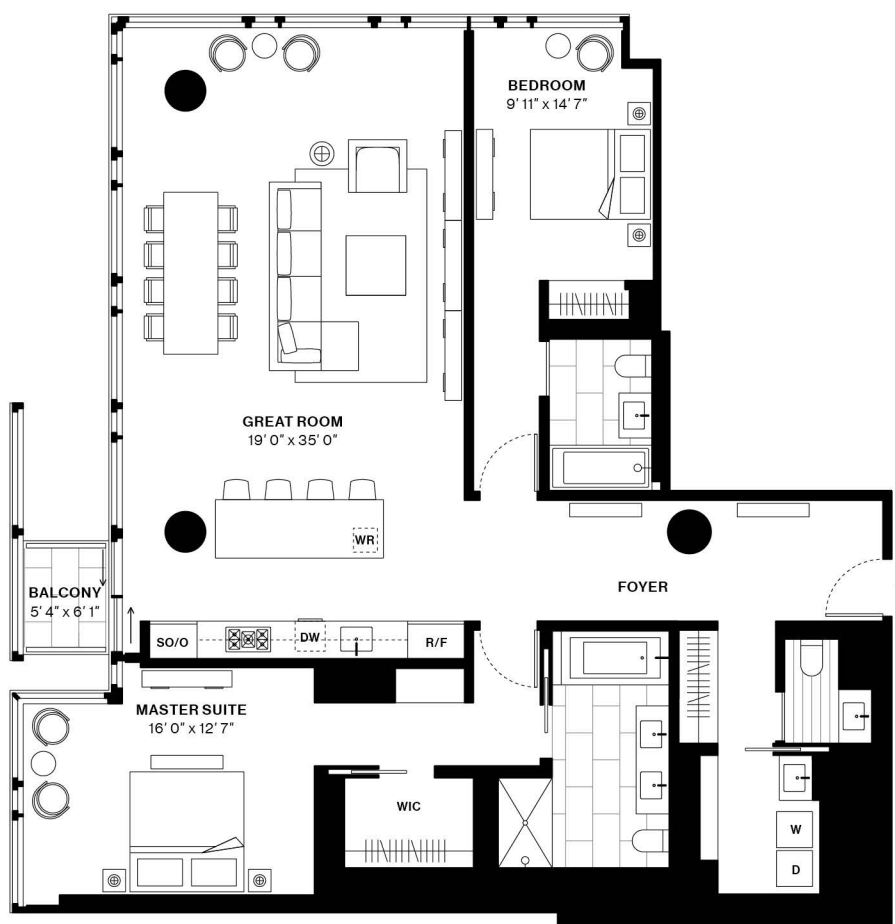 BEDROOM
9' 11" x 14' 7"
GREAT ROOM
19' 0" x 35' 0"
WR
BALCONY
5' 4" x 6' 1"
FOYER
SO/O
DW
R/F
MASTER SUITE
16' 0" x 12' 7"
WIC
W
D